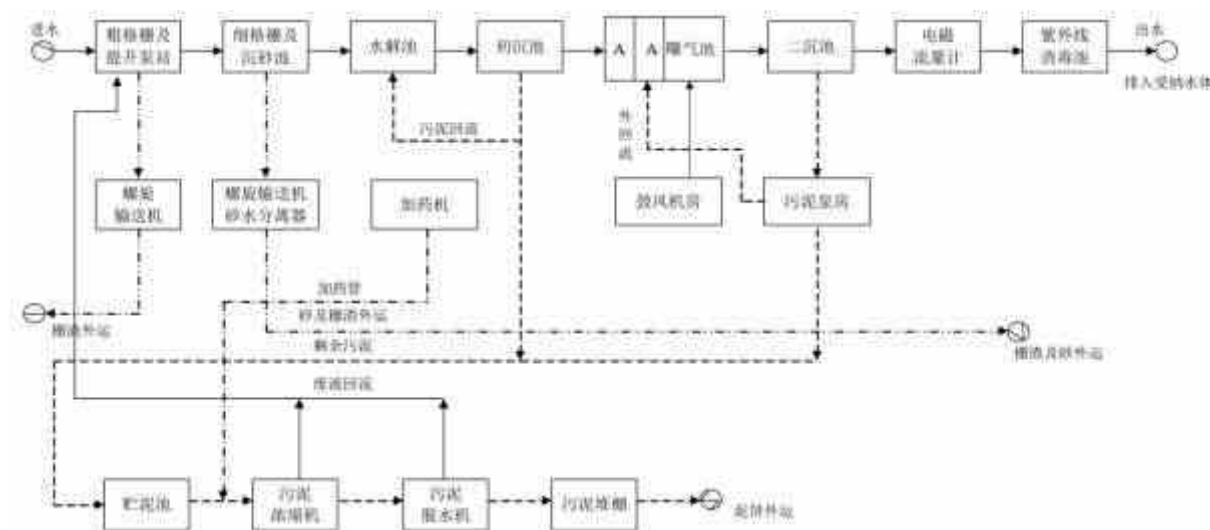 进水
粗格栅及
提升泵站
细格栅及
沉砂池
水解池
初沉池
A
A
曝气池
二沉池
电磁
流量计
紫外线
消毒池
出水
排入受纳水体
污泥回流
外
回
流
螺旋
输送机
螺旋输送机
砂水分离器
加药机
鼓风机房
污泥泵房
加药管
栅渣外运
砂及栅渣外运
剩余污泥
栅渣及砂外运
废液回流
贮泥池
污泥
浓缩机
污泥
脱水机
污泥堆棚
泥饼外运